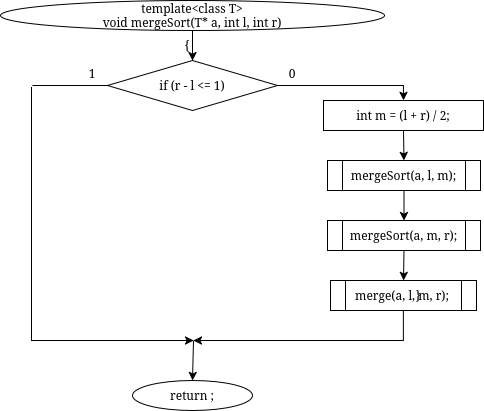 template<class T>
void mergeSort(T* a, int l, int r)
{
1
if (r - l <= 1)
0
int m = (l + r) / 2;
mergeSort(a, l, m);
mergeSort(a, m, r);
merge(a, l, m, r);
}
return ;